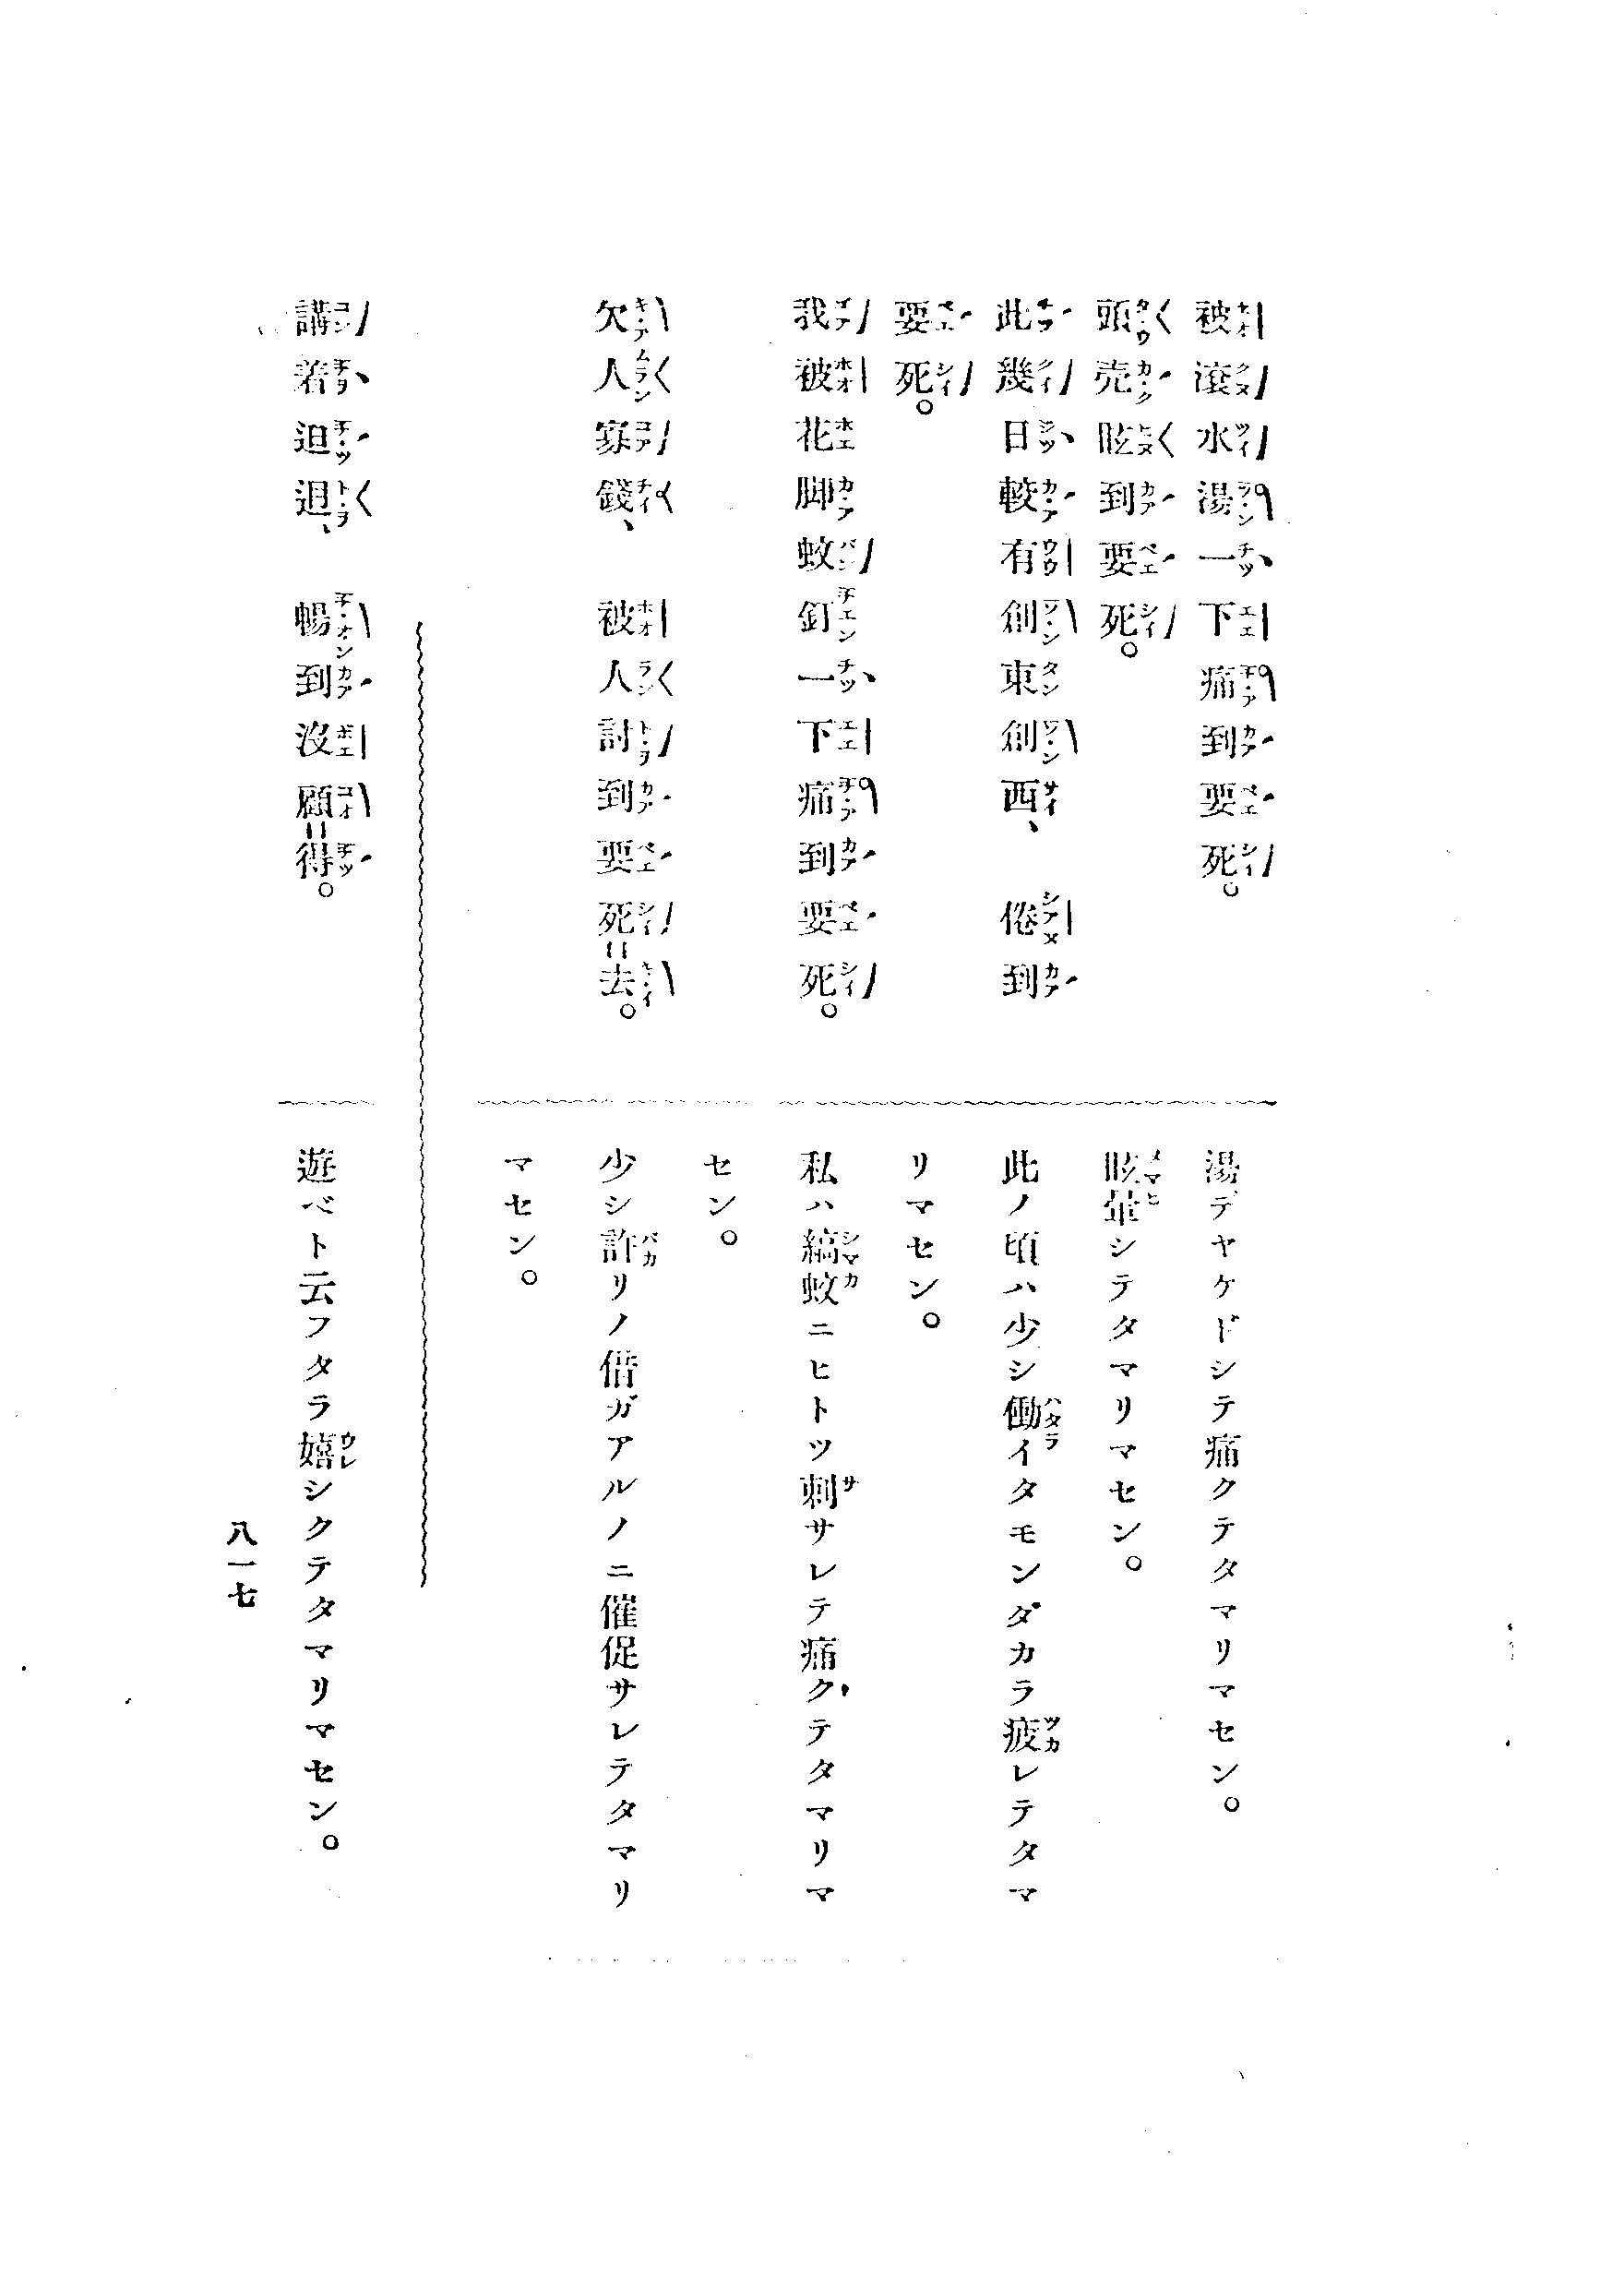 被滾水湯一下痛到要死。
湯デヤケドシテ痛クテタマリマセン。
頭売眩到要死。
眩暈シテタマリマセン。
此幾日較有創東創西、倦到
要死。
此ノ頃ハ少シ働イタモンダカラ疲レテタマ
リマセン。
我被花脚蚊釘一下痛到要死。
私ハ縞蚊ニヒトツ刺サレテ痛クテタマリマ
セン。
欠人寡錢、被人討到要死=去。
少シ許リノ借ガアルノニ催促サレテタマリ
マセン。
講着、暢到沒顧=得。
遊べト云フタラ嬉シクテタマリマセン。
八一七